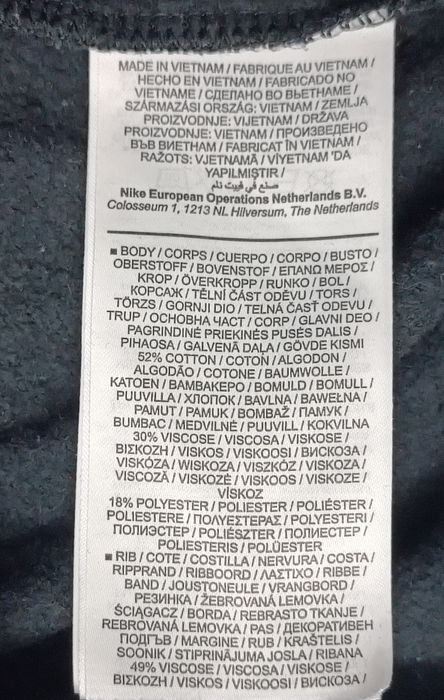 MADE IN VIETNAM / FABRIQUE AU VIETNAM /
HECHO EN VIETNAM / FABRICADO NO
VIETNAME / СДЕЛАНО ВО ВЬЕТНАМЕ /
SZÁRMAZÁSI ORSZÁG: VIETNAM / ZEMLJA
PROIZVODNJE: VIJETNAM / DRŽAVA
PROIZVODNJE: VIETNAM / ПРОИЗВЕДЕНО
ВЪВ ВИЕТНАМ / FABRICAT ÎN VIETNAM /
RAŽOTS: VJETNAMĀ / VİYETNAM 'DA
YAPILMIŞTIR /
صنع في فييت نام
Nike European Operations Netherlands B.V.
Colosseum 1, 1213 NL Hilversum, The Netherlands
■ BODY / CORPS / CUERPO / CORPO / BUSTO /
OBERSTOFF / BOVENSTOF / ΕΠΑΝΩ ΜΕΡΟΣ /
KROP / ÖVERKROPP / RUNKO / BOL /
КОРСАЖ / TĚLNÍ ČÁST ODĚVU / TORS /
TÖRZS / GORNJI DIO / TELNÁ ČASŤ ODEVU /
TRUP / ОСНОВНА ЧАСТ / CORP / GLAVNI DEO /
PAGRINDINĖ PRIEKINĖS PUSĖS DALIS /
PIHAOSA / GALVENĀ DAĻA / GÖVDE KISMI
52% COTTON / COTON / ALGODON /
ALGODÃO / COTONE / BAUMWOLLE /
KATOEN / ΒΑΜΒΑΚΕΡΟ / BOMULD / BOMULL /
PUUVILLA / ХЛОПОК / BAVLNA / BAWEŁNA /
PAMUT / PAMUK / BOMBAŽ / ПАМУК /
BUMBAC / MEDVILNĖ / PUUVILL / KOKVILNA
30% VISCOSE / VISCOSA / VISKOSE /
ΒΙΣΚΟΖΗ / VISKOS / VISKOOSI / ВИСКОЗА /
VISKÓZA / WISKOZA / VISZKÓZ / VISKOZA /
VISCOZĂ / VISKOZĖ / VISKOOS / VISKOZE /
VİSKOZ
18% POLYESTER / POLIESTER / POLIÉSTER /
POLIESTERE / ΠΟΛΥΕΣΤΕΡΑΣ / POLYESTERI /
ПОЛИЭСТЕР / POLIÉSZTER / ПОЛИЕСТЕР /
POLIESTERIS / POLÜESTER
■ RIB / COTE / COSTILLA / NERVURA / COSTA /
RIPPRAND / RIBBOORD / ΛΑΣΤΙΧΟ / RIBBE /
BAND / JOUSTONEULE / VRANGBORD /
РЕЗИНКА / ŽEBROVANÁ LEMOVKA /
ŚCIĄGACZ / BORDA / REBRASTO TKANJE /
REBROVANÁ LEMOVKA / PAS / ДЕКОРАТИВЕН
ПОДГЪВ / MARGINE / RUB / KRAŠTELIS /
SOONIK / STIPRINĀJUMA JOSLA / RIBANA
49% VISCOSE / VISCOSA / VISKOSE /
ΒΙΣΚΟΖΗ / VISKOS / VISKOOSI / ВИСКОЗА /